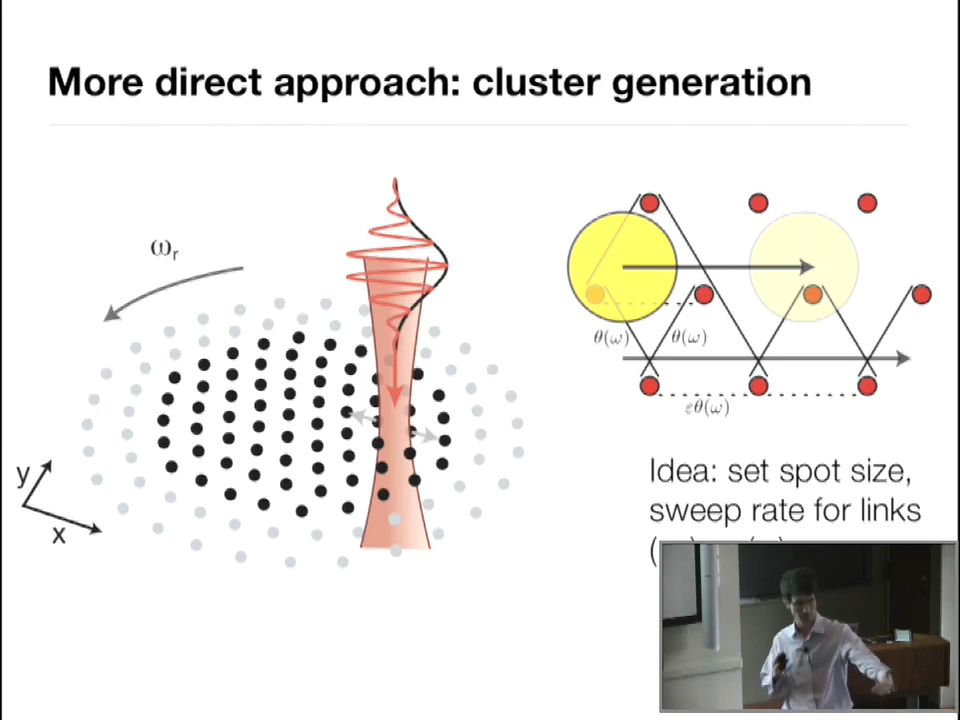 More direct approach: cluster generation
ωr
y
x
θ(ω)
θ(ω)
εθ(ω)
Idea: set spot size,
sweep rate for links